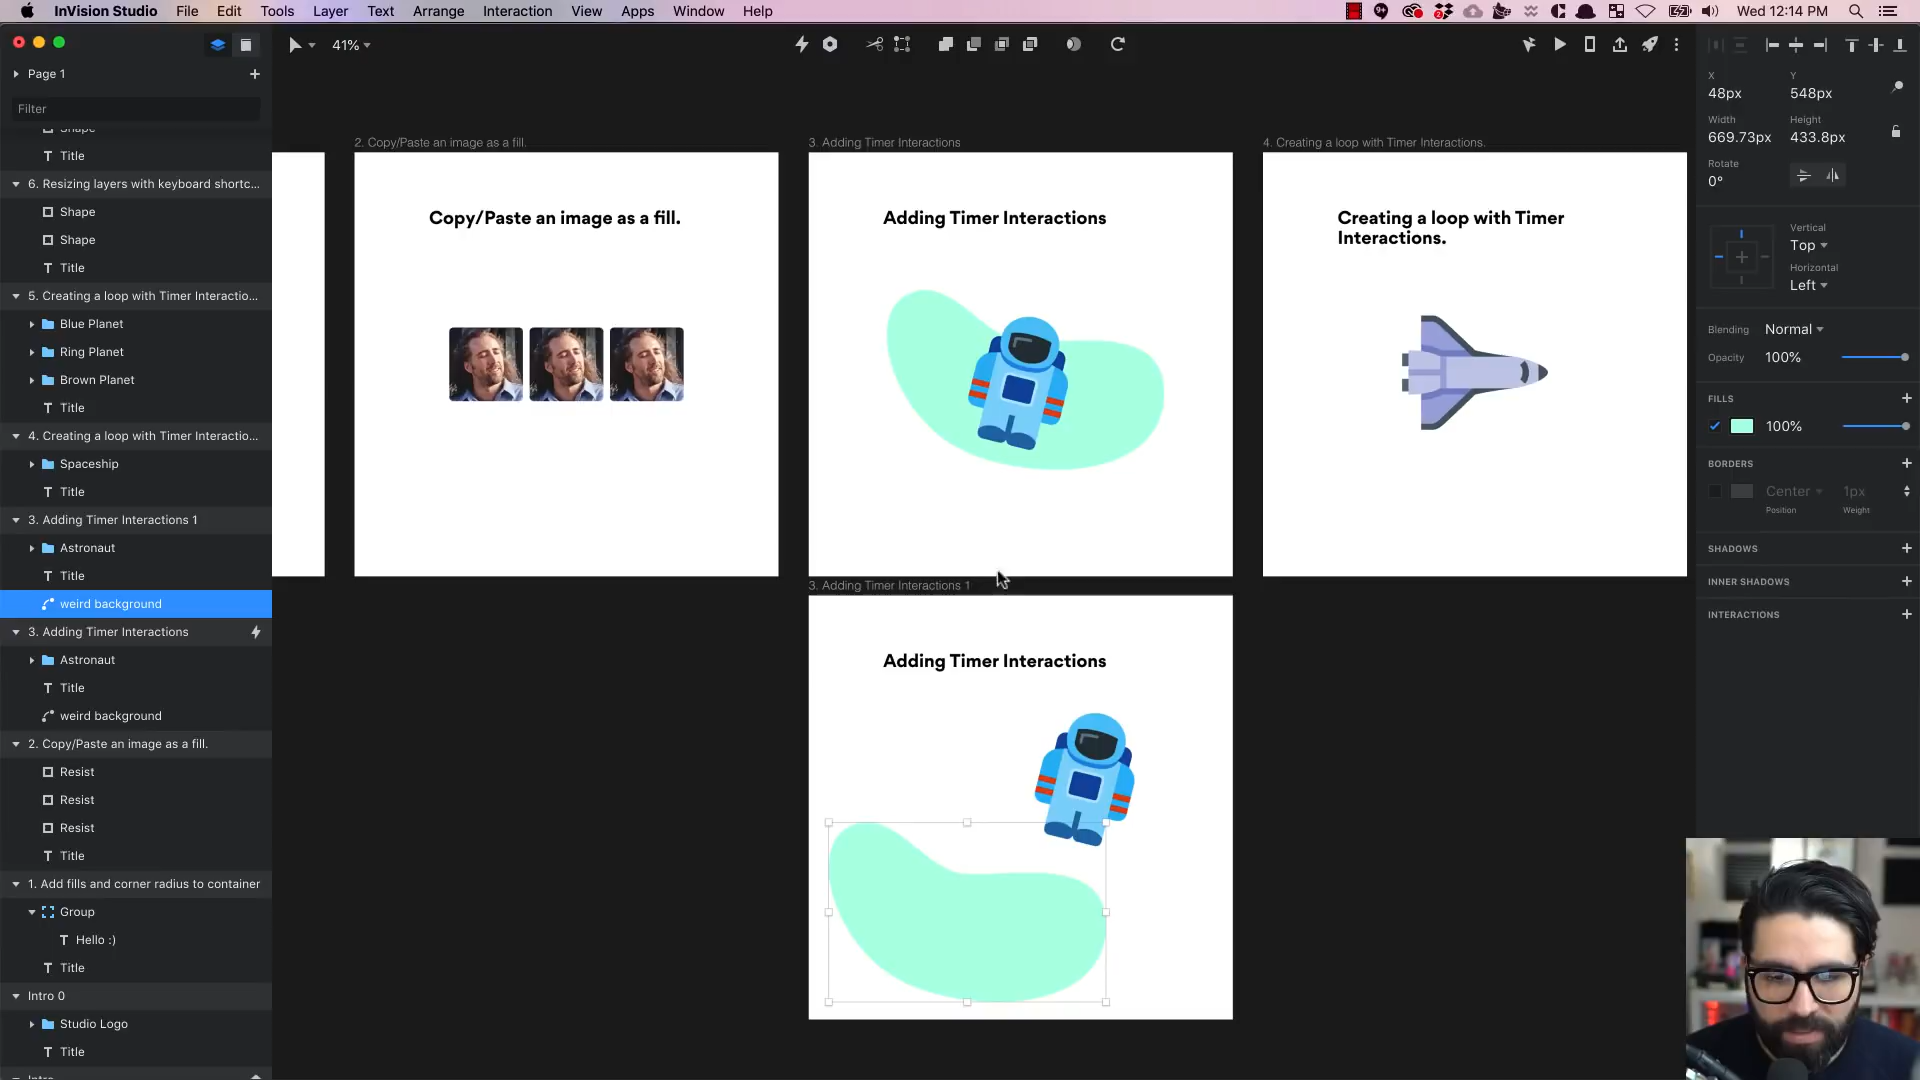 InVision Studio File Edit Tools Layer Text Arrange Interaction View Apps Window Help
9+
2
Wed 12:14 PM
41%
Page 1
Filter
Shape
Title
6. Resizing layers with keyboard shortc...
Shape
Shape
Title
5. Creating a loop with Timer Interactio...
Blue Planet
Ring Planet
Brown Planet
Title
4. Creating a loop with Timer Interactio...
Spaceship
Title
3. Adding Timer Interactions 1
Astronaut
Title
weird background
3. Adding Timer Interactions
Astronaut
Title
weird background
2. Copy/Paste an image as a fill.
Resist
Resist
Resist
Title
1. Add fills and corner radius to container
Group
Hello :)
Title
Intro 0
Studio Logo
Title
Intro
2. Copy/Paste an image as a fill.
Copy/Paste an image as a fill.
3. Adding Timer Interactions
Adding Timer Interactions
4. Creating a loop with Timer Interactions.
Creating a loop with Timer
Interactions.
3. Adding Timer Interactions 1
Adding Timer Interactions
X Y
48px 548px
Width Height
669.73px 433.8px
Rotate
0°
Vertical
Top
Horizontal
Left
Blending Normal
Opacity 100%
FILLS
100%
BORDERS
Center 1px
Position Weight
SHADOWS
INNER SHADOWS
INTERACTIONS